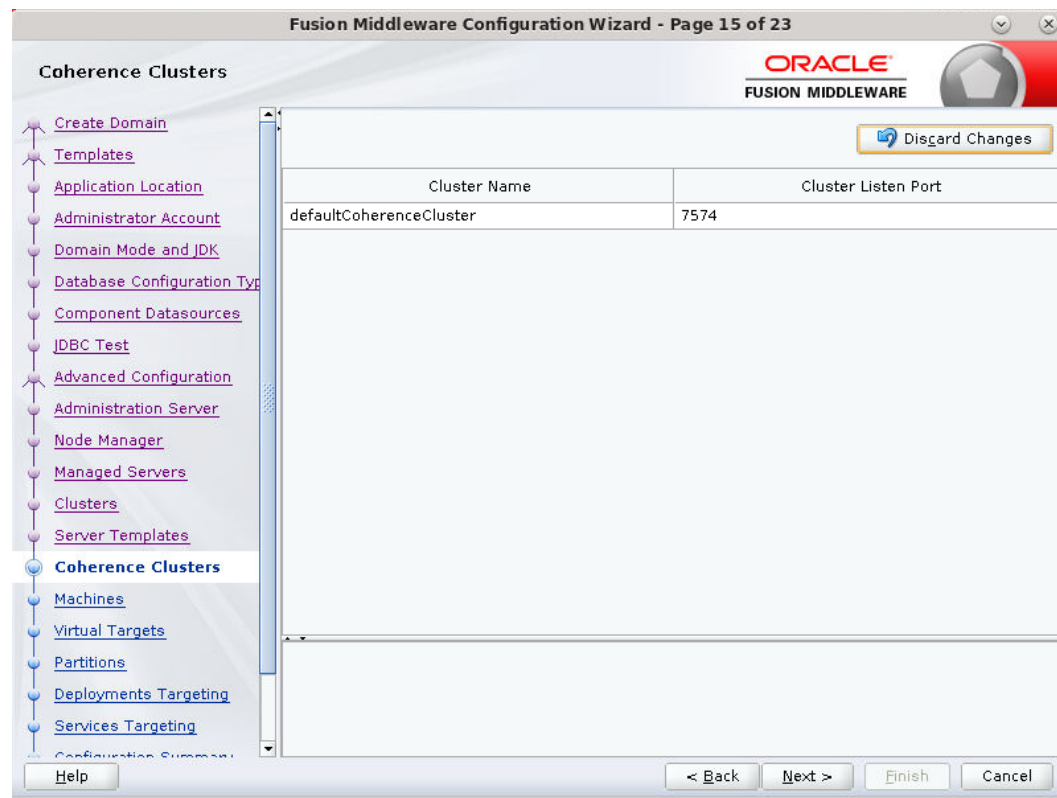 Fusion Middleware Configuration Wizard - Page 15 of 23
Coherence Clusters
ORACLE
FUSION MIDDLEWARE
Create Domain
Templates
Application Location
Administrator Account
Domain Mode and JDK
Database Configuration Typ
Component Datasources
JDBC Test
Advanced Configuration
Administration Server
Node Manager
Managed Servers
Clusters
Server Templates
Coherence Clusters
Machines
Virtual Targets
Partitions
Deployments Targeting
Services Targeting
Configuration Summary
Discard Changes
Cluster Name Cluster Listen Port
defaultCoherenceCluster 7574
Help < Back Next > Finish Cancel